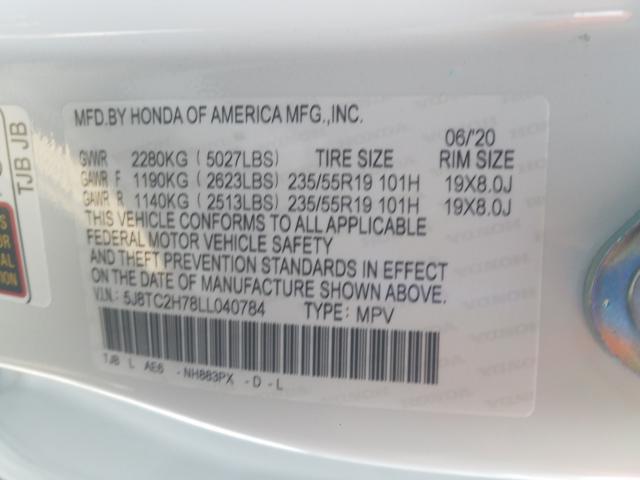 MFD.BY HONDA OF AMERICA MFG.,INC.
06/'20
GVWR 2280KG ( 5027LBS) TIRE SIZE RIM SIZE
GAWR F 1190KG ( 2623LBS) 235/55R19 101H 19X8.0J
GAWR R 1140KG ( 2513LBS) 235/55R19 101H 19X8.0J
THIS VEHICLE CONFORMS TO ALL APPLICABLE
FEDERAL MOTOR VEHICLE SAFETY
AND THEFT PREVENTION STANDARDS IN EFFECT
ON THE DATE OF MANUFACTURE SHOWN ABOVE.
V.I.N.: 5J8TC2H78LL040784 TYPE: MPV
TJB L AE6 -NH883PX -D-L
TJB JB